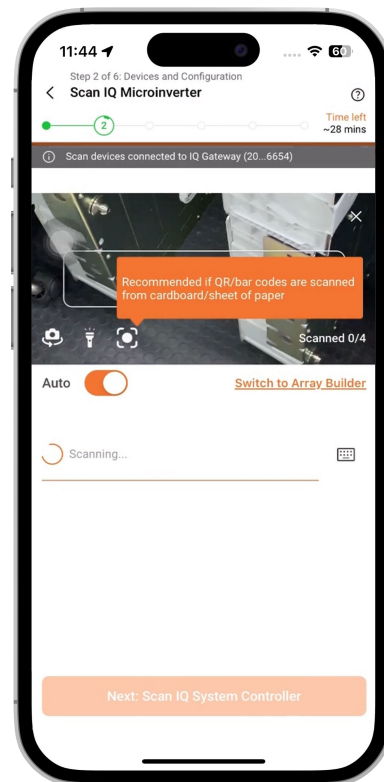 11:44
60
Step 2 of 6: Devices and Configuration
Scan IQ Microinverter
2
Time left
~28 mins
Scan devices connected to IQ Gateway (20...6654)
Recommended if QR/bar codes are scanned
from cardboard/sheet of paper
Scanned 0/4
Auto
Switch to Array Builder
Scanning...
Next: Scan IQ System Controller